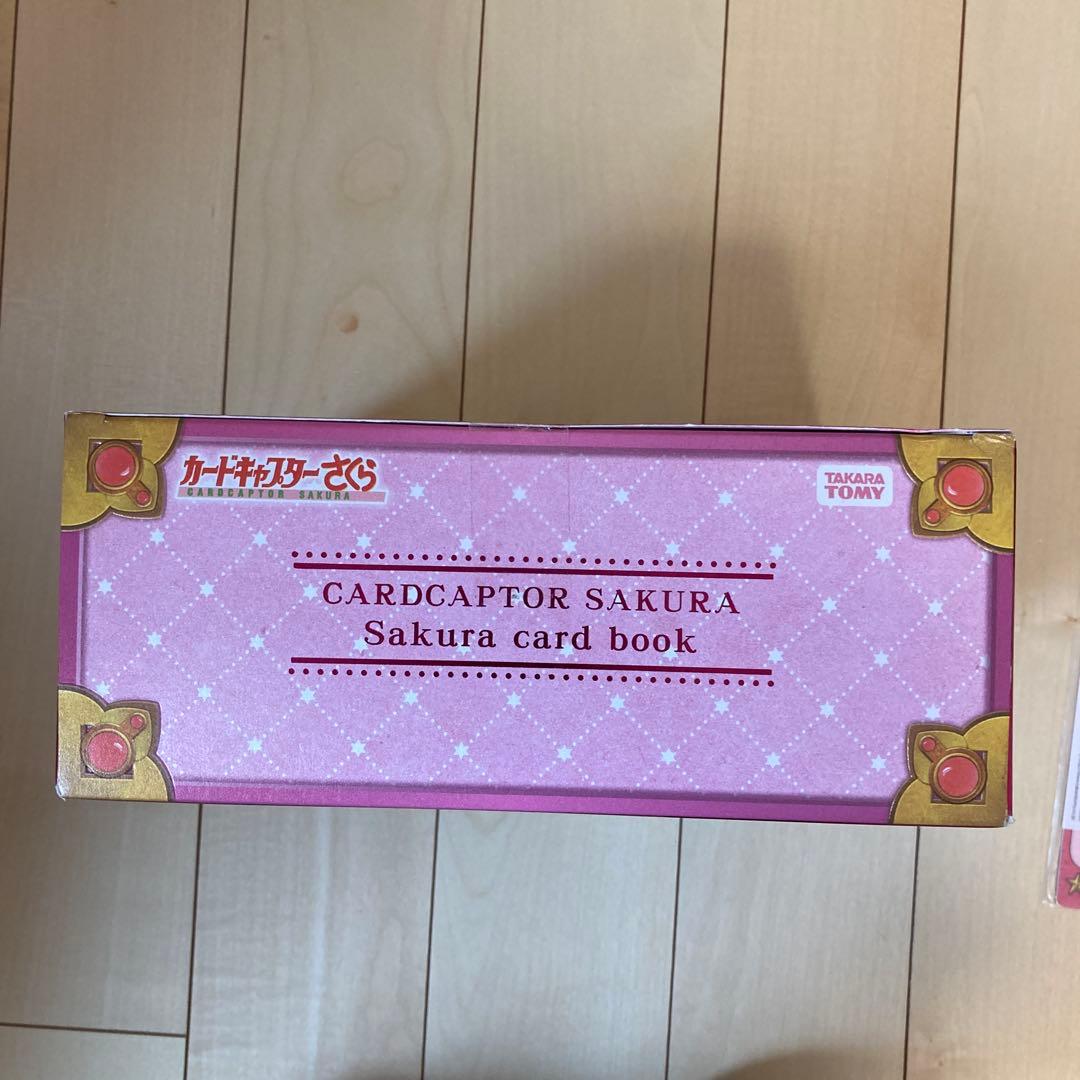 カードキャプターさくら
CARDCAPTOR SAKURA
TAKARA
TOMY
CARDCAPTOR SAKURA
Sakura card book